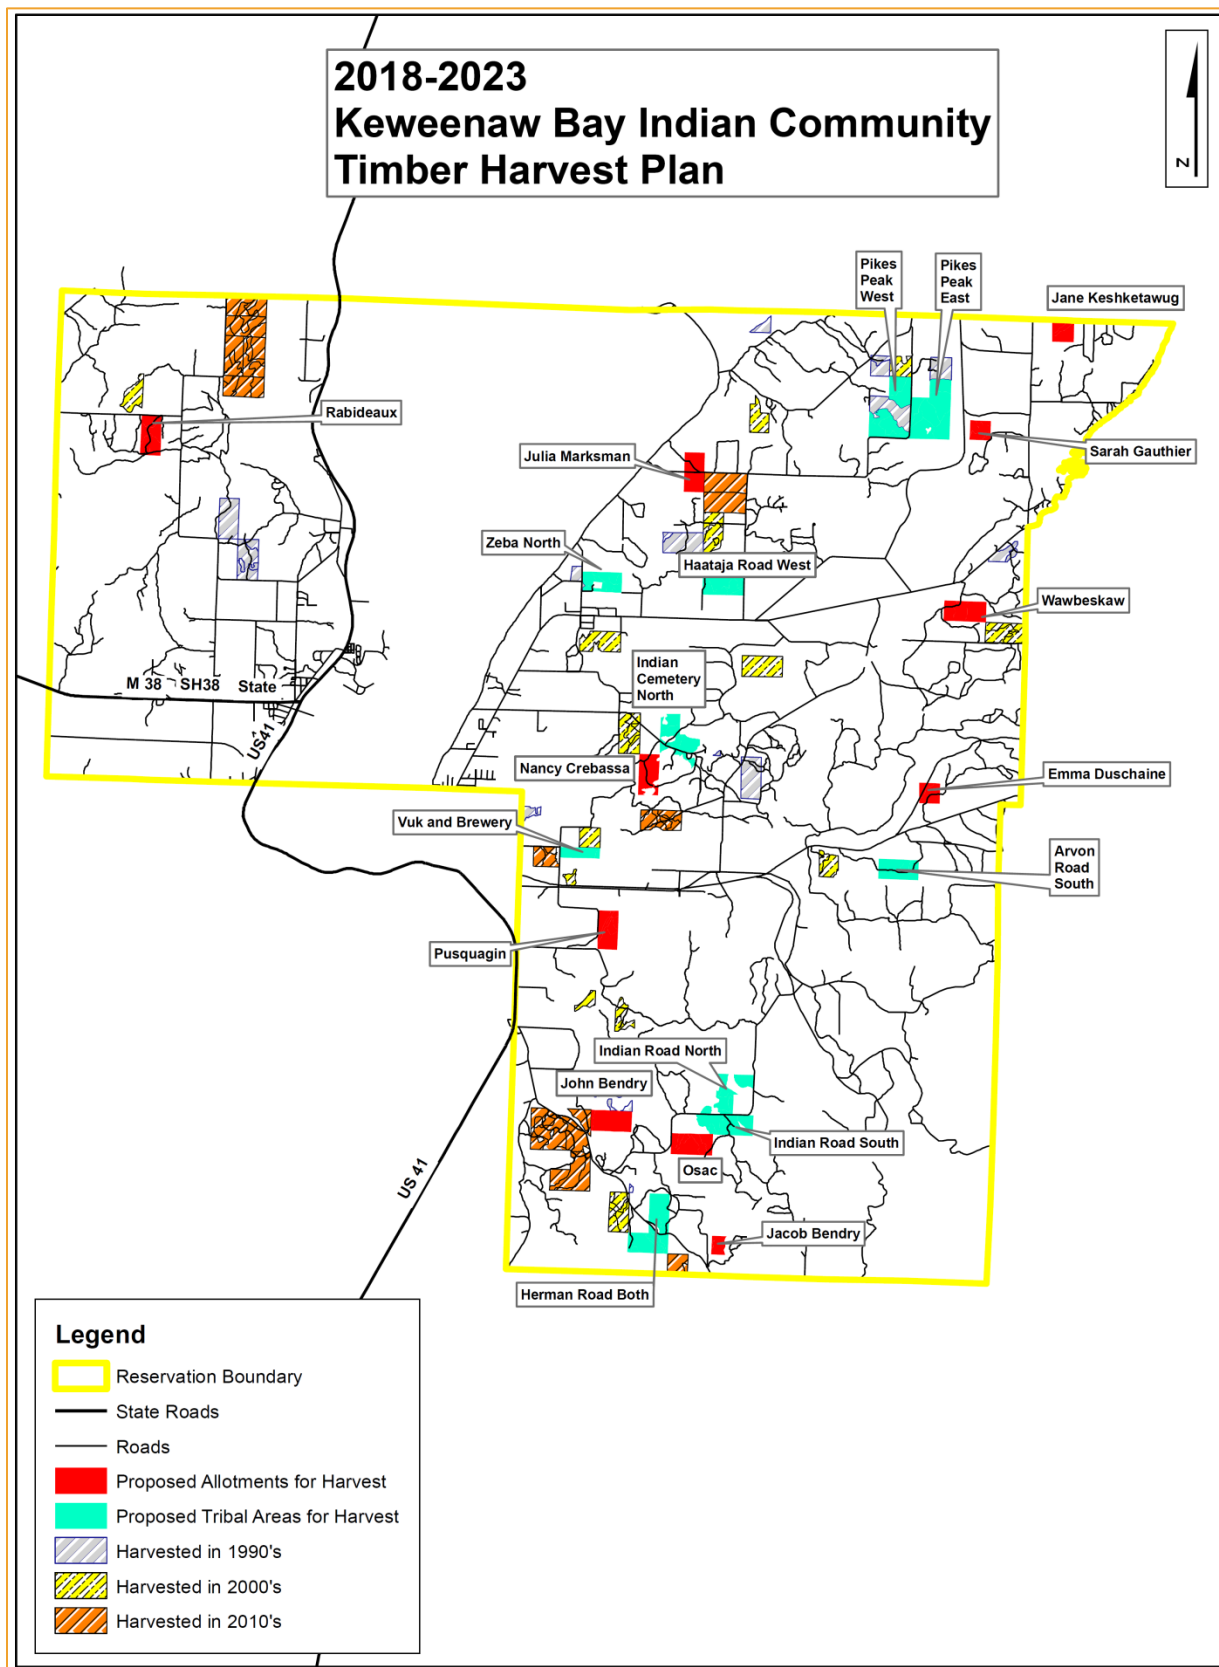 2018-2023
Keweenaw Bay Indian Community
Timber Harvest Plan
N
Pikes
Peak
West
Pikes
Peak
East
Jane Keshketawug
Rabideaux
Julia Marksman
Sarah Gauthier
Zeba North
Haataja Road West
Wawbeskaw
Indian
Cemetery
North
M 38
SH38
State
US41
Nancy Crebassa
Emma Duschaine
Vuk and Brewery
Arvon
Road
South
Pusquagin
Indian Road North
John Bendry
Indian Road South
Osac
US 41
Jacob Bendry
Herman Road Both
Legend
Reservation Boundary
State Roads
Roads
Proposed Allotments for Harvest
Proposed Tribal Areas for Harvest
Harvested in 1990's
Harvested in 2000's
Harvested in 2010's